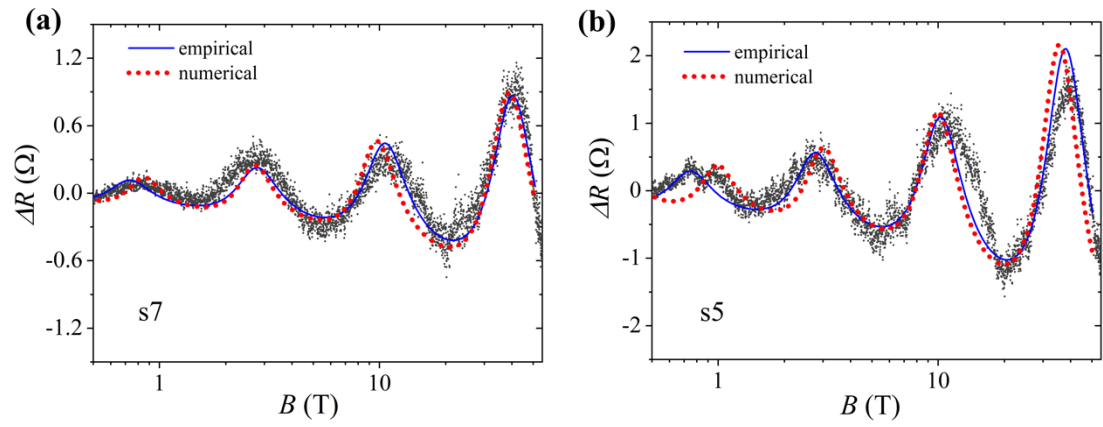 (a)
empirical
numerical
1.2
0.6
0.0
-0.6
-1.2
ΔR (Ω)
s7
1
10
B (T)
(b)
empirical
numerical
2
1
0
-1
-2
ΔR (Ω)
s5
1
10
B (T)